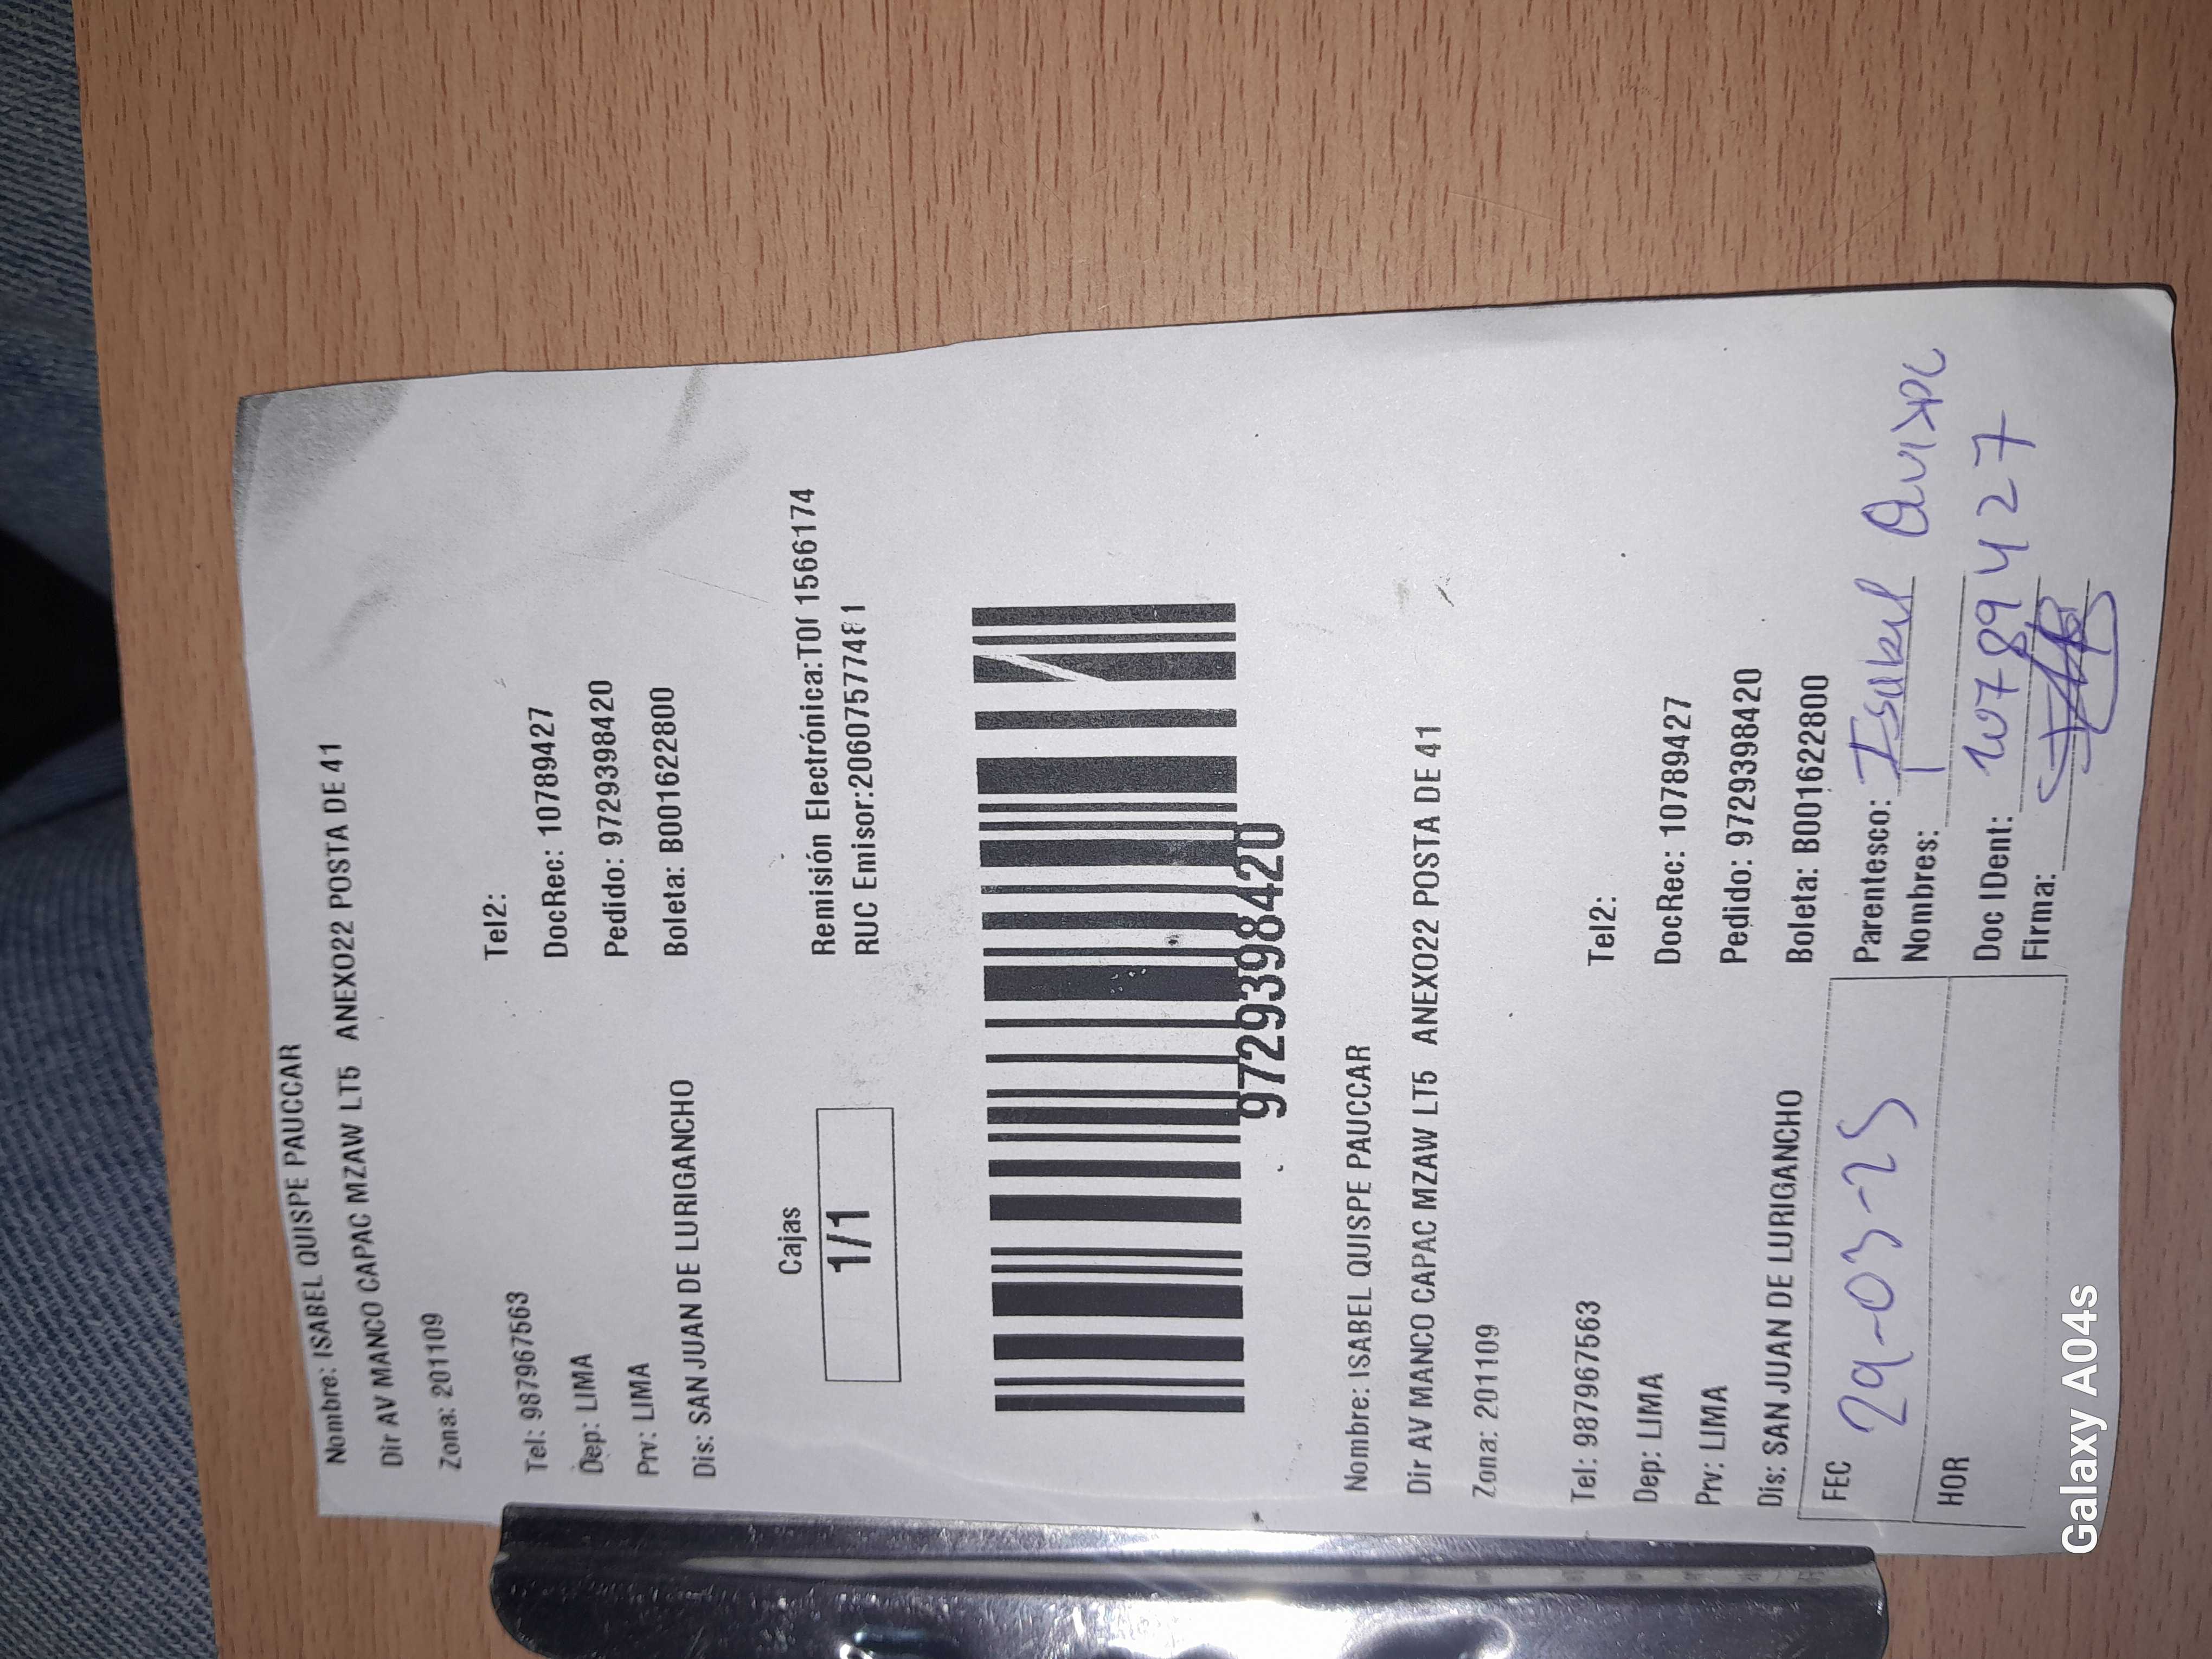 Nombre: ISABEL QUISPE PAUCCAR
Dir AV MANCO CAPAC MZAW LT5 ANEXO22 POSTA DE 41
Zona: 201109
Tel: 987967563 Tel2:
Dep: LIMA DocRec: 10789427
Prv: LIMA Pedido: 9729398420
Dis: SAN JUAN DE LURIGANCHO Boleta: B001622800
Cajas
1/1
Remisión Electrónica: 1566174
RUC Emisor:
9729398420
Nombre: ISABEL QUISPE PAUCCAR
Dir AV MANCO CAPAC MZAW LT5 ANEXO22 POSTA DE 41
Zona: 201109
Tel: 987967563 Tel2:
Dep: LIMA DocRec: 10789427
Prv: LIMA Pedido: 9729398420
Dis: SAN JUAN DE LURIGANCHO Boleta: B001622800
FEC 29-03-25
HOR
Parentesco: Isabel Quispe
Nombres:
Doc IDent: 10789427
Firma:
Galaxy A04s